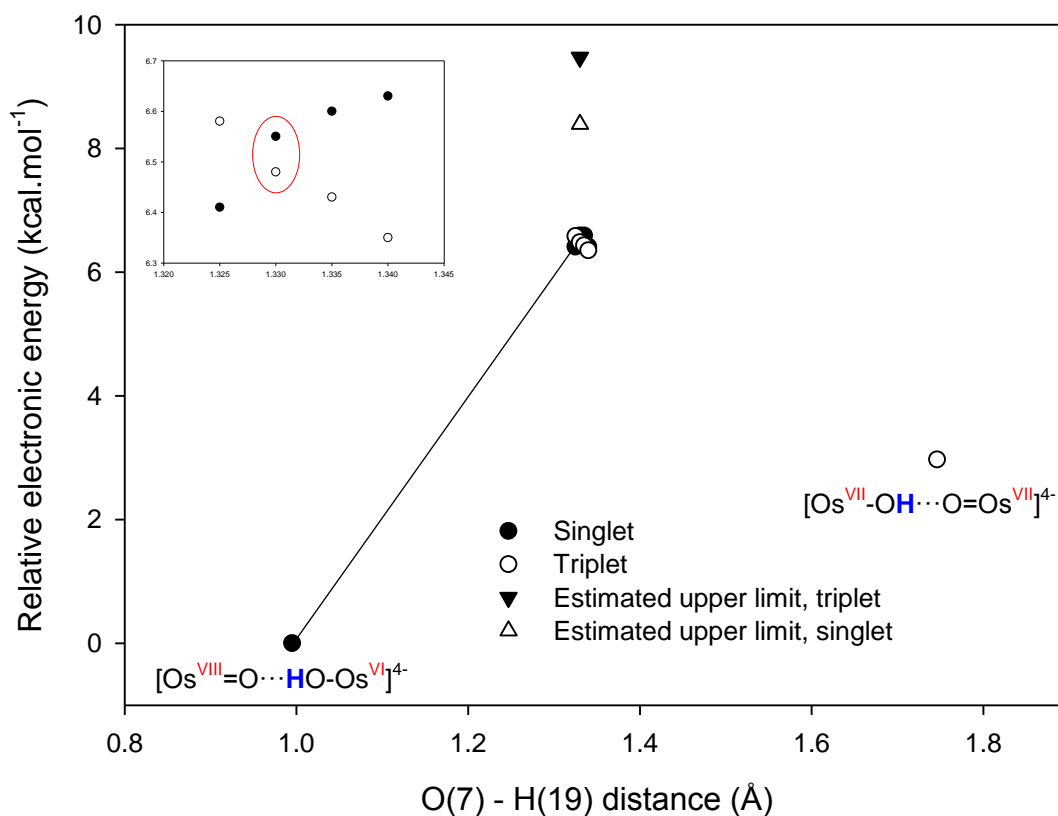 Relative electronic energy (kcal.mol⁻¹)
10
8
6
4
2
0
6.7
6.6
6.5
6.4
6.3
1.320
1.325
1.330
1.335
1.340
1.345
[Osⱽᴵᴵ-OH···O=Osⱽᴵᴵ]⁴⁻
Singlet
Triplet
Estimated upper limit, triplet
Estimated upper limit, singlet
[Osⱽᴵᴵᴵ=O···HO-Osⱽᴵ]⁴⁻
0.8
1.0
1.2
1.4
1.6
1.8
O(7) - H(19) distance (Å)